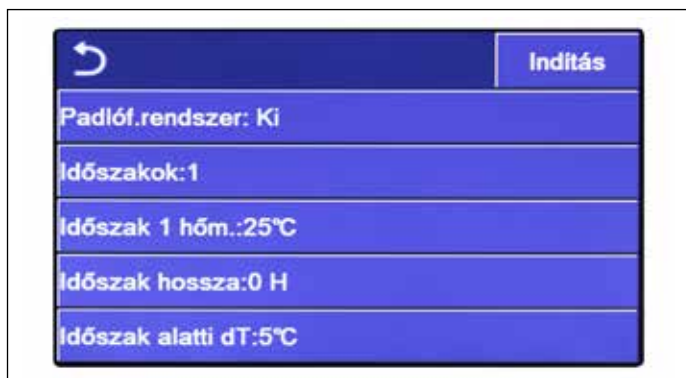 Indítás
Padlóf.rendszer: Ki
Időszakok:1
Időszak 1 hőm.:25℃
Időszak hossza:0 H
Időszak alatti dT:5℃